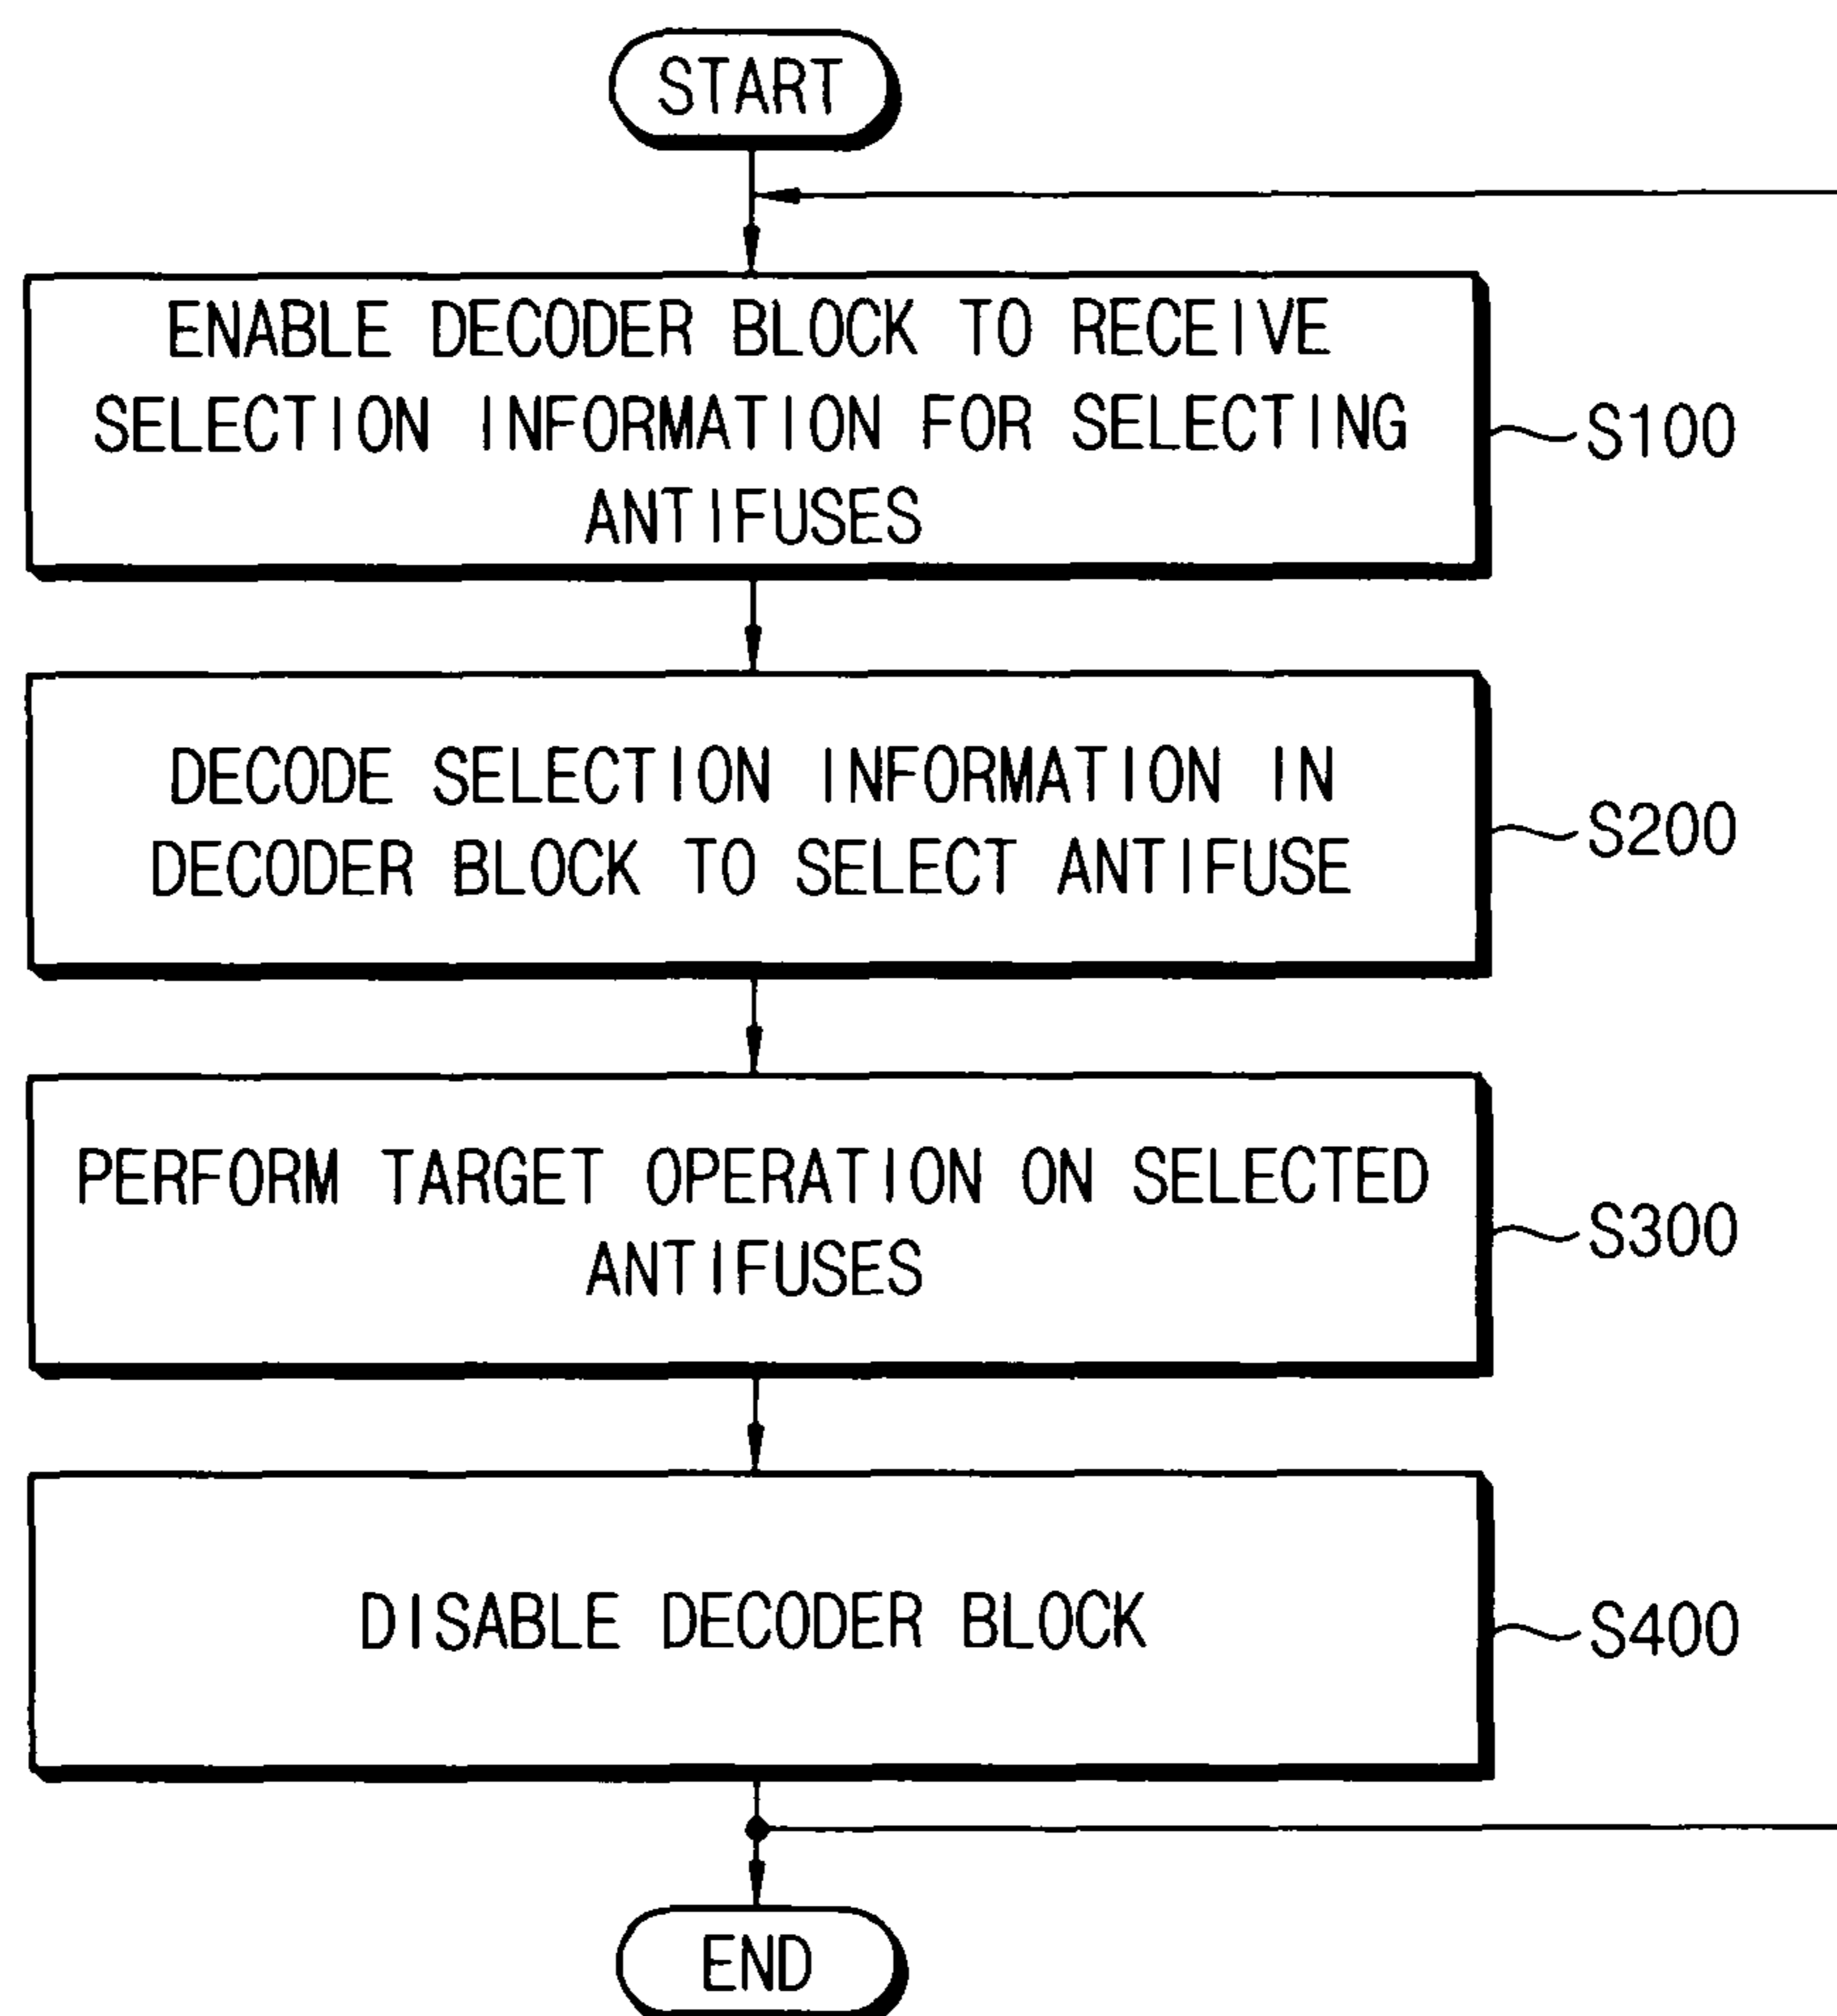 START
ENABLE DECODER BLOCK TO RECEIVE
SELECTION INFORMATION FOR SELECTING
ANTIFUSES
S100
DECODE SELECTION INFORMATION IN
DECODER BLOCK TO SELECT ANTIFUSE
S200
PERFORM TARGET OPERATION ON SELECTED
ANTIFUSES
S300
DISABLE DECODER BLOCK
S400
END